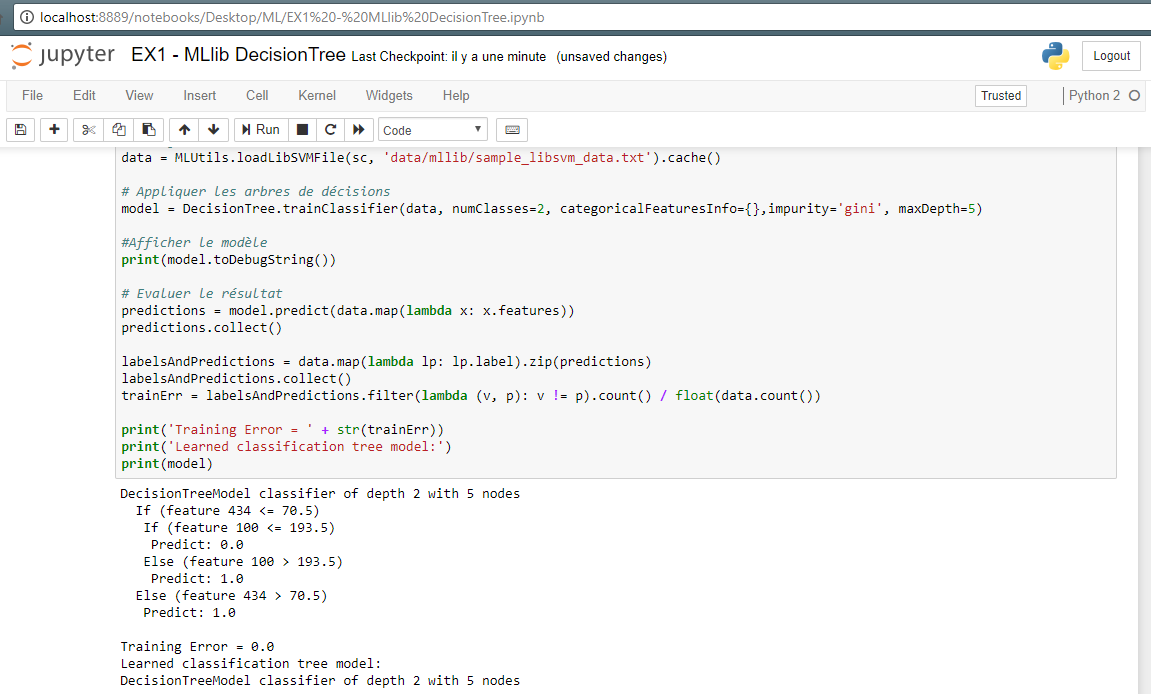 localhost:8889/notebooks/Desktop/ML/EX1%20-%20MLlib%20DecisionTree.ipynb
jupyter EX1 - MLlib DecisionTree Last Checkpoint: il y a une minute (unsaved changes) Logout
File Edit View Insert Cell Kernel Widgets Help Trusted Python 2
Run Code
data = MLUtils.loadLibSVMFile(sc, 'data/mllib/sample_libsvm_data.txt').cache()
# Appliquer les arbres de décisions
model = DecisionTree.trainClassifier(data, numClasses=2, categoricalFeaturesInfo={},impurity='gini', maxDepth=5)
#Afficher le modèle
print(model.toDebugString())
# Evaluer le résultat
predictions = model.predict(data.map(lambda x: x.features))
predictions.collect()
labelsAndPredictions = data.map(lambda lp: lp.label).zip(predictions)
labelsAndPredictions.collect()
trainErr = labelsAndPredictions.filter(lambda (v, p): v != p).count() / float(data.count())
print('Training Error = ' + str(trainErr))
print('Learned classification tree model:')
print(model)
DecisionTreeModel classifier of depth 2 with 5 nodes
If (feature 434 <= 70.5)
If (feature 100 <= 193.5)
Predict: 0.0
Else (feature 100 > 193.5)
Predict: 1.0
Else (feature 434 > 70.5)
Predict: 1.0
Training Error = 0.0
Learned classification tree model:
DecisionTreeModel classifier of depth 2 with 5 nodes